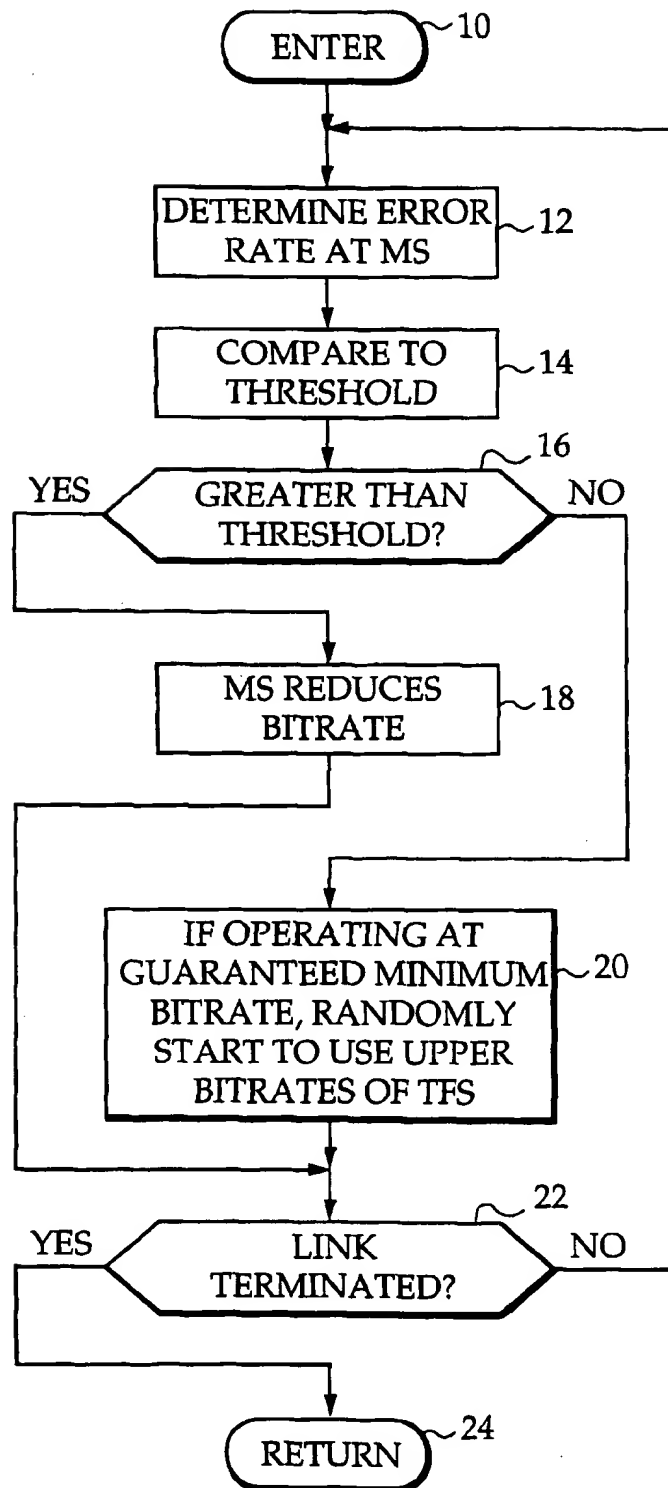 ENTER
10
DETERMINE ERROR
RATE AT MS
12
COMPARE TO
THRESHOLD
14
16
YES
GREATER THAN
THRESHOLD?
NO
MS REDUCES
BITRATE
18
IF OPERATING AT
GUARANTEED MINIMUM
BITRATE, RANDOMLY
START TO USE UPPER
BITRATES OF TFS
20
22
YES
LINK
TERMINATED?
NO
RETURN
24